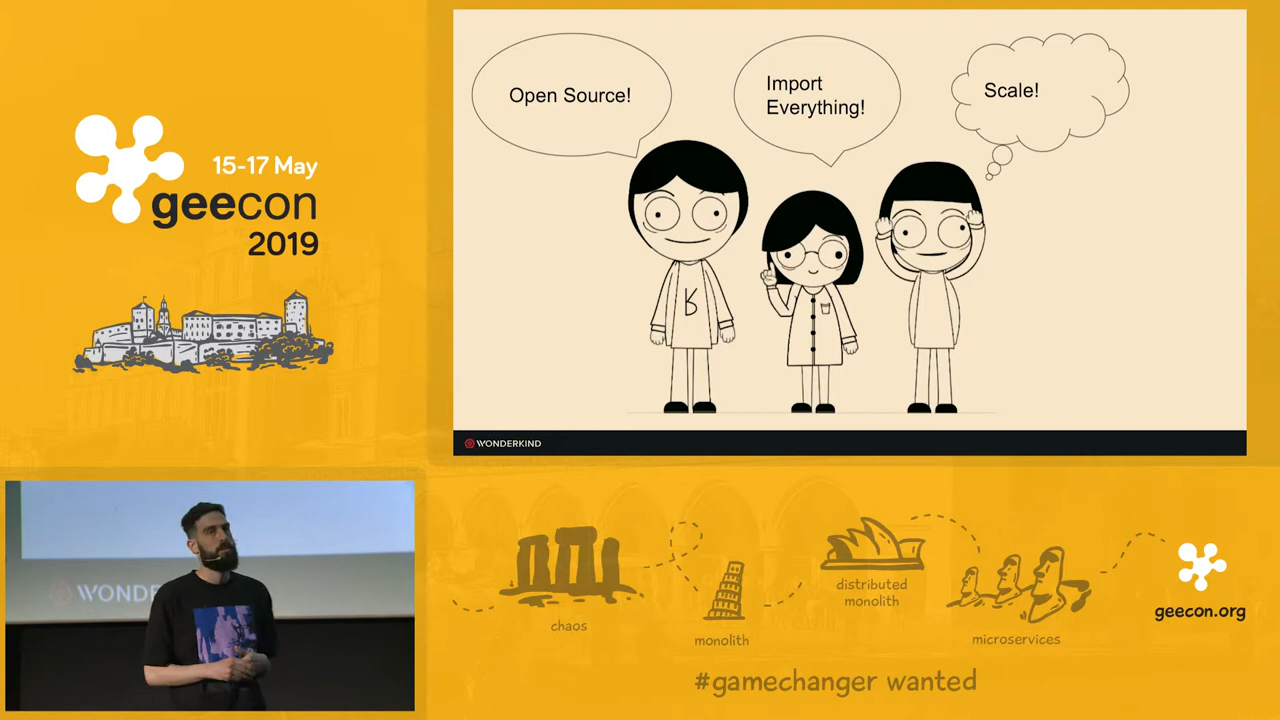 15-17 May
geecon
2019
Open Source!
Import
Everything!
Scale!
WONDERKIND
WONDE
chaos
monolith
distributed
monolith
microservices
geecon.org
#gamechanger wanted